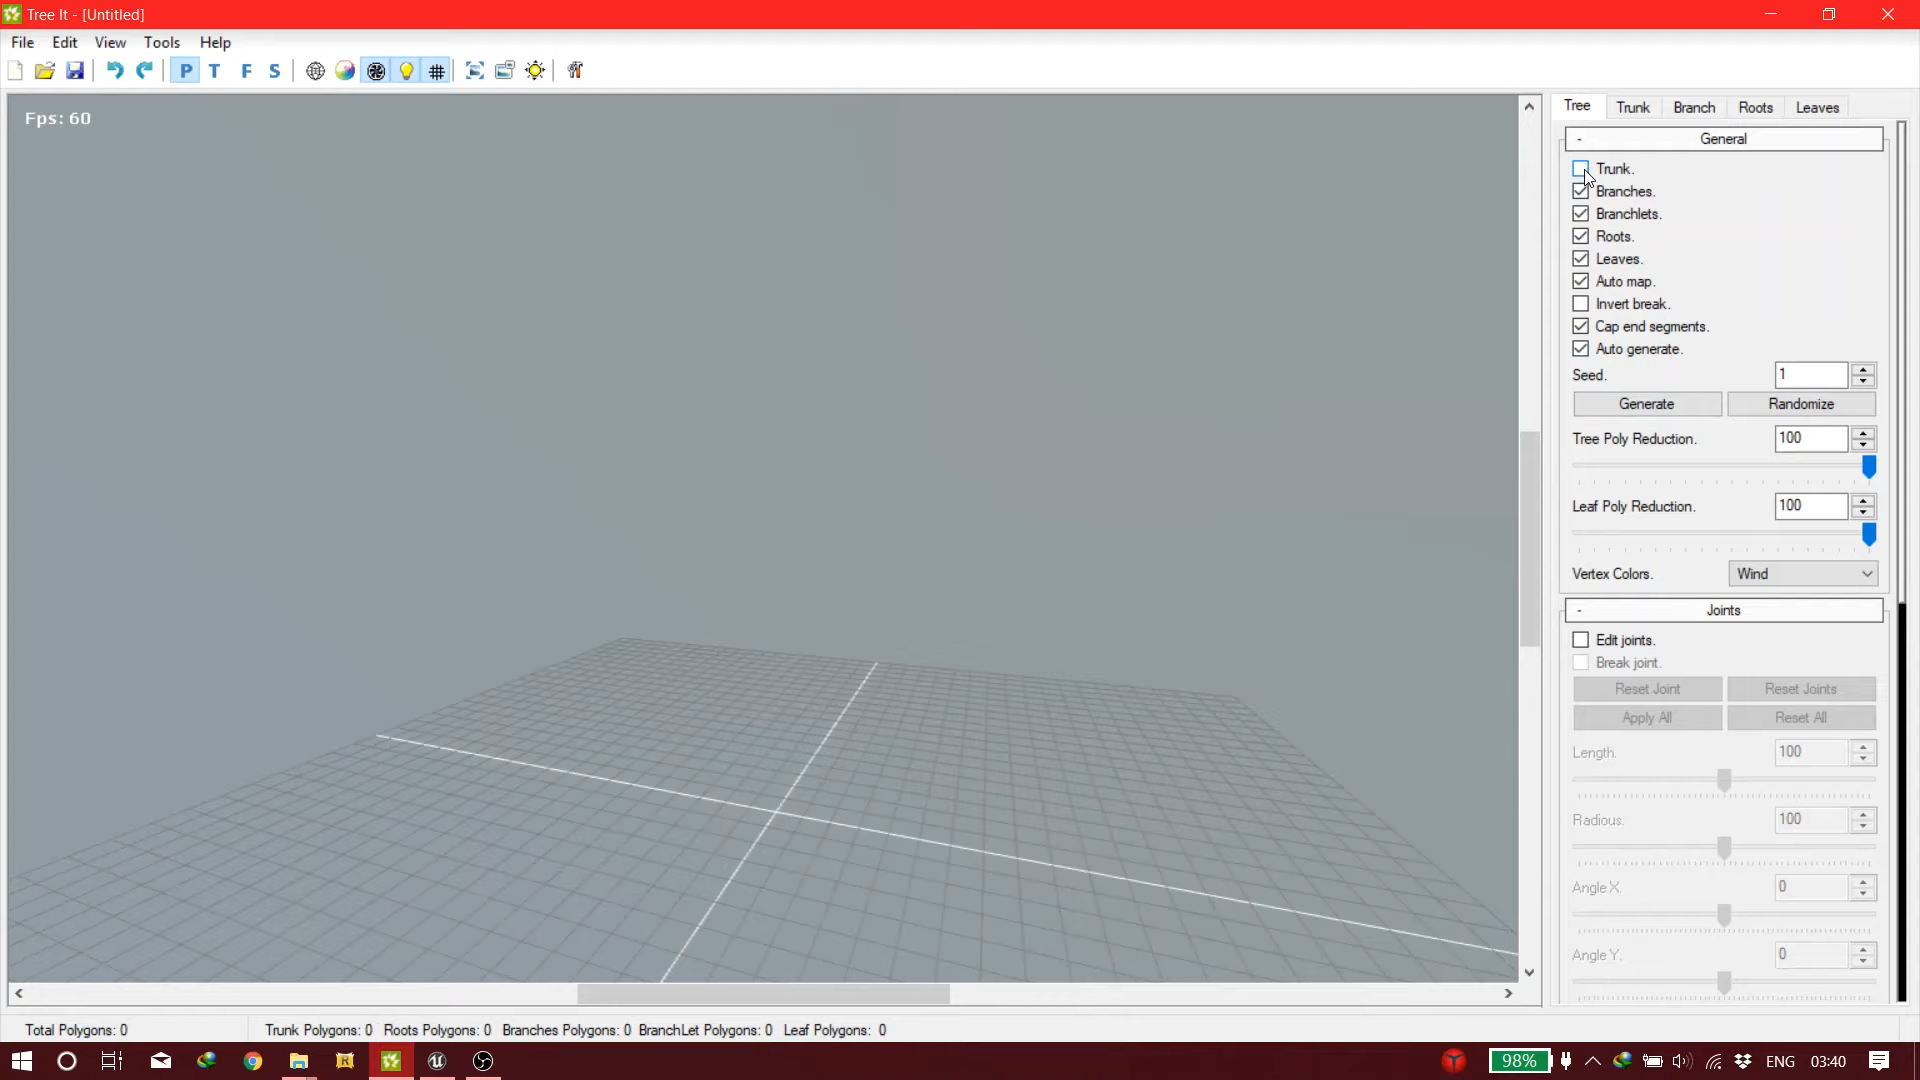 Tree It - [Untitled]
File Edit View Tools Help
P T F S
Fps: 60
Tree Trunk Branch Roots Leaves
- General
Trunk.
Branches.
Branchlets.
Roots.
Leaves.
Auto map.
Invert break.
Cap end segments.
Auto generate.
Seed. 1
Generate Randomize
Tree Poly Reduction. 100
Leaf Poly Reduction. 100
Vertex Colors. Wind
- Joints
Edit joints.
Break joint.
Reset Joint Reset Joints
Apply All Reset All
Length. 100
Radious. 100
Angle X. 0
Angle Y. 0
Total Polygons: 0 Trunk Polygons: 0 Roots Polygons: 0 Branches Polygons: 0 BranchLet Polygons: 0 Leaf Polygons: 0
98% ENG 03:40